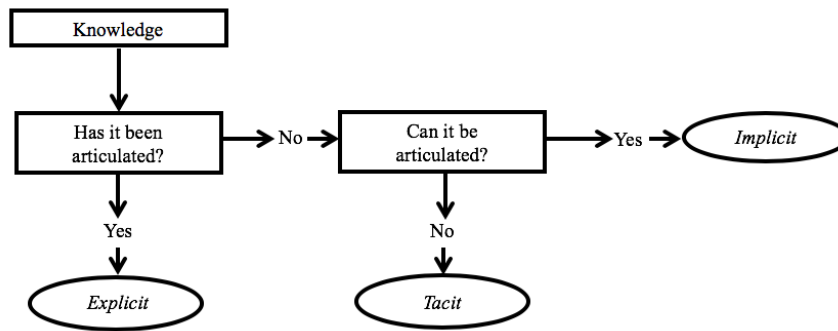 Knowledge
Has it been
articulated?
No
Can it be
articulated?
Yes
Implicit
Yes
No
Explicit
Tacit